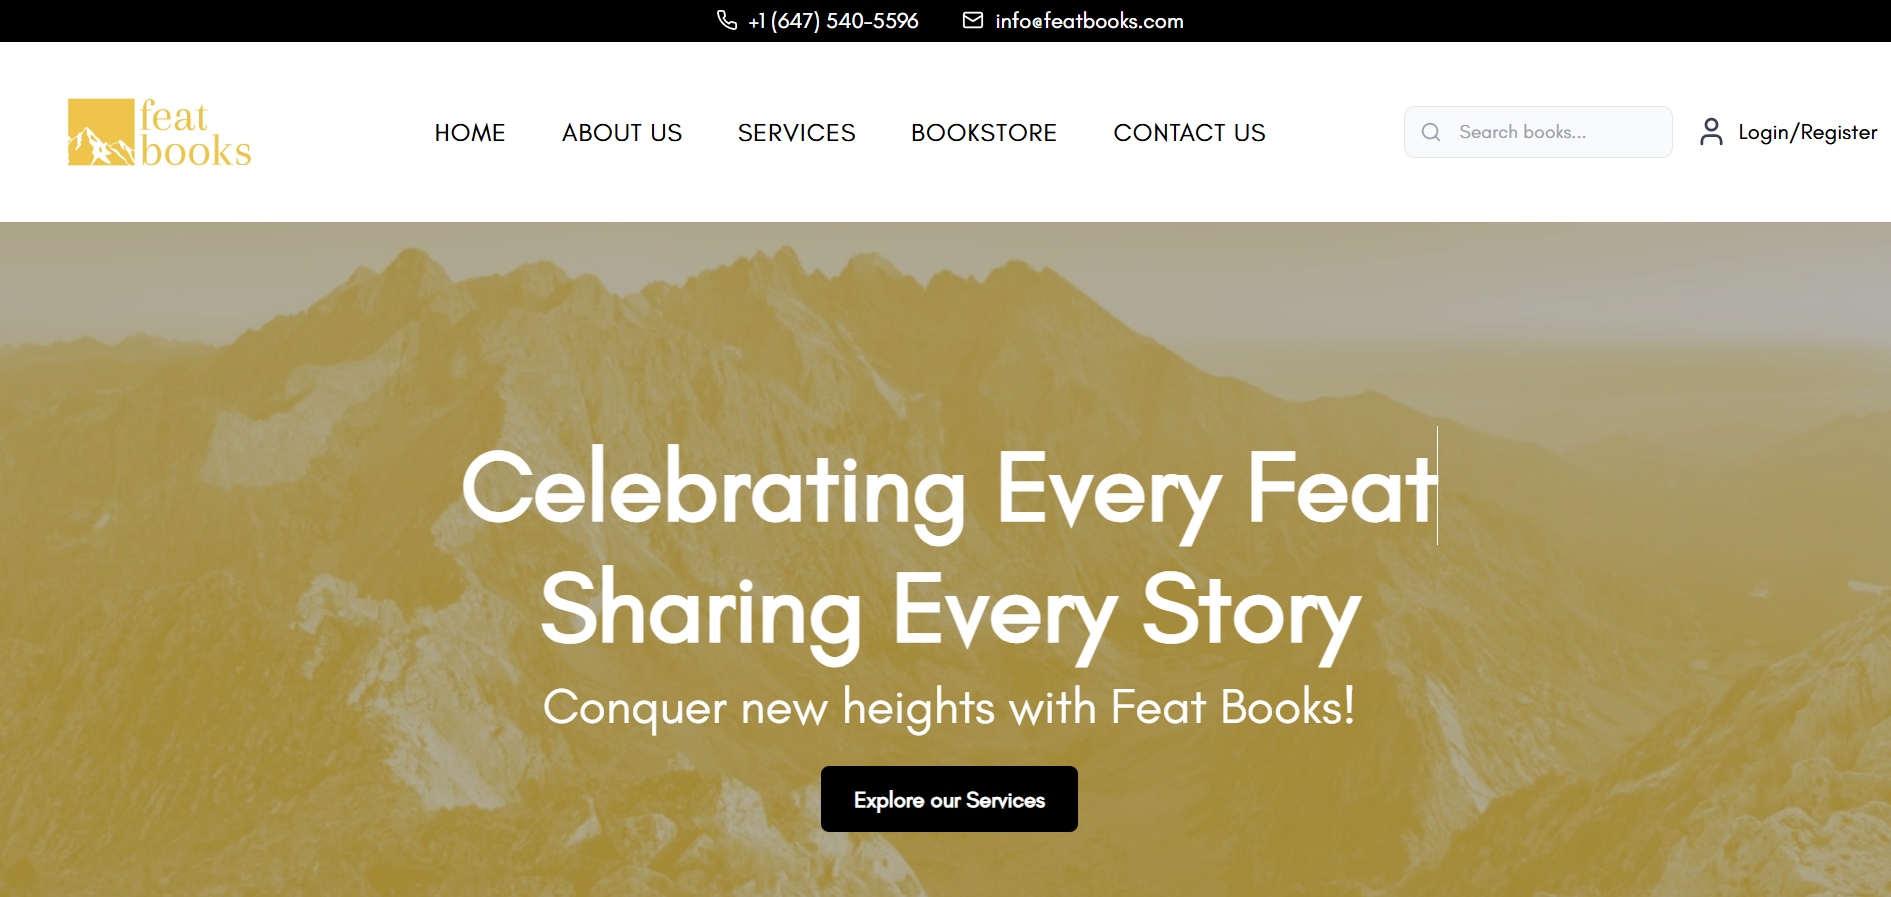 +1 (647) 540-5596 info@featbooks.com
feat
books
HOME ABOUT US SERVICES BOOKSTORE CONTACT US Search books... Login/Register
Celebrating Every Feat
Sharing Every Story
Conquer new heights with Feat Books!
Explore our Services